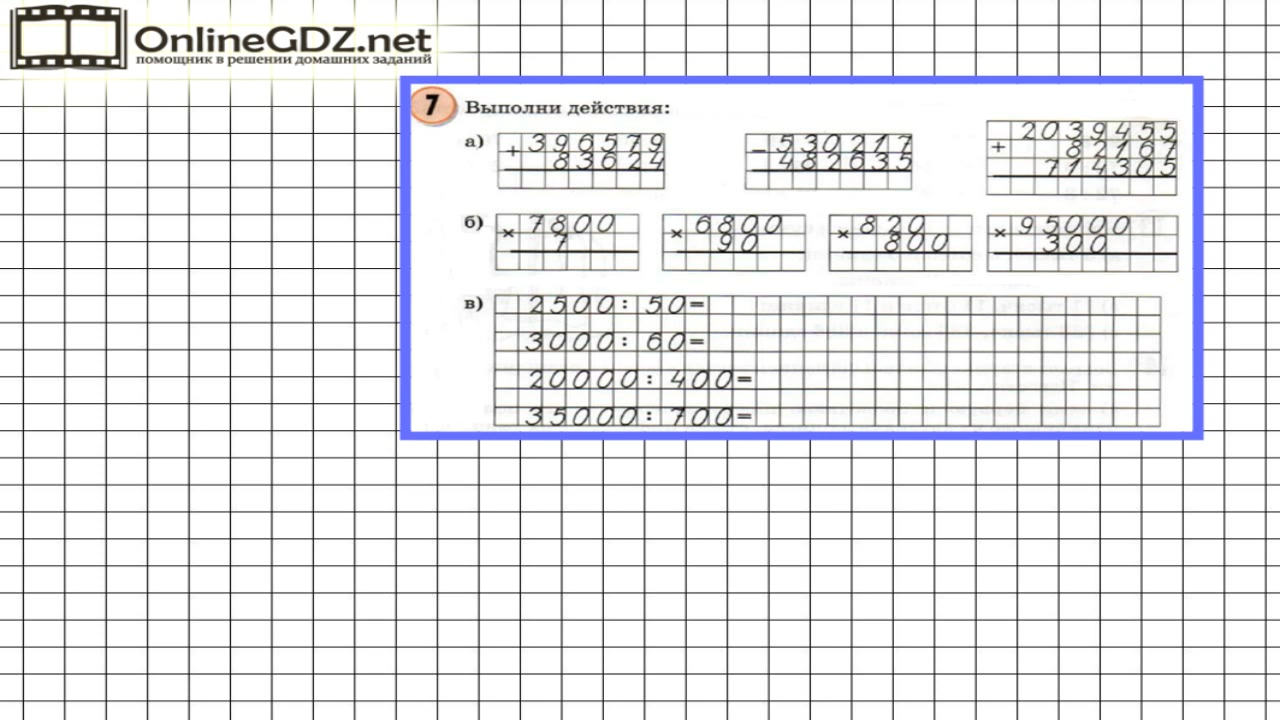 OnlineGDZ.net
помощник в решении домашних заданий
7 Выполни действия:
а) + 396579 − 530217 2039455
83624 482635 + 82167
714305
б) × 7800 × 6800 × 820 × 95000
7 90 800 300
в) 2500 : 50 =
3000 : 60 =
20000 : 400 =
35000 : 700 =